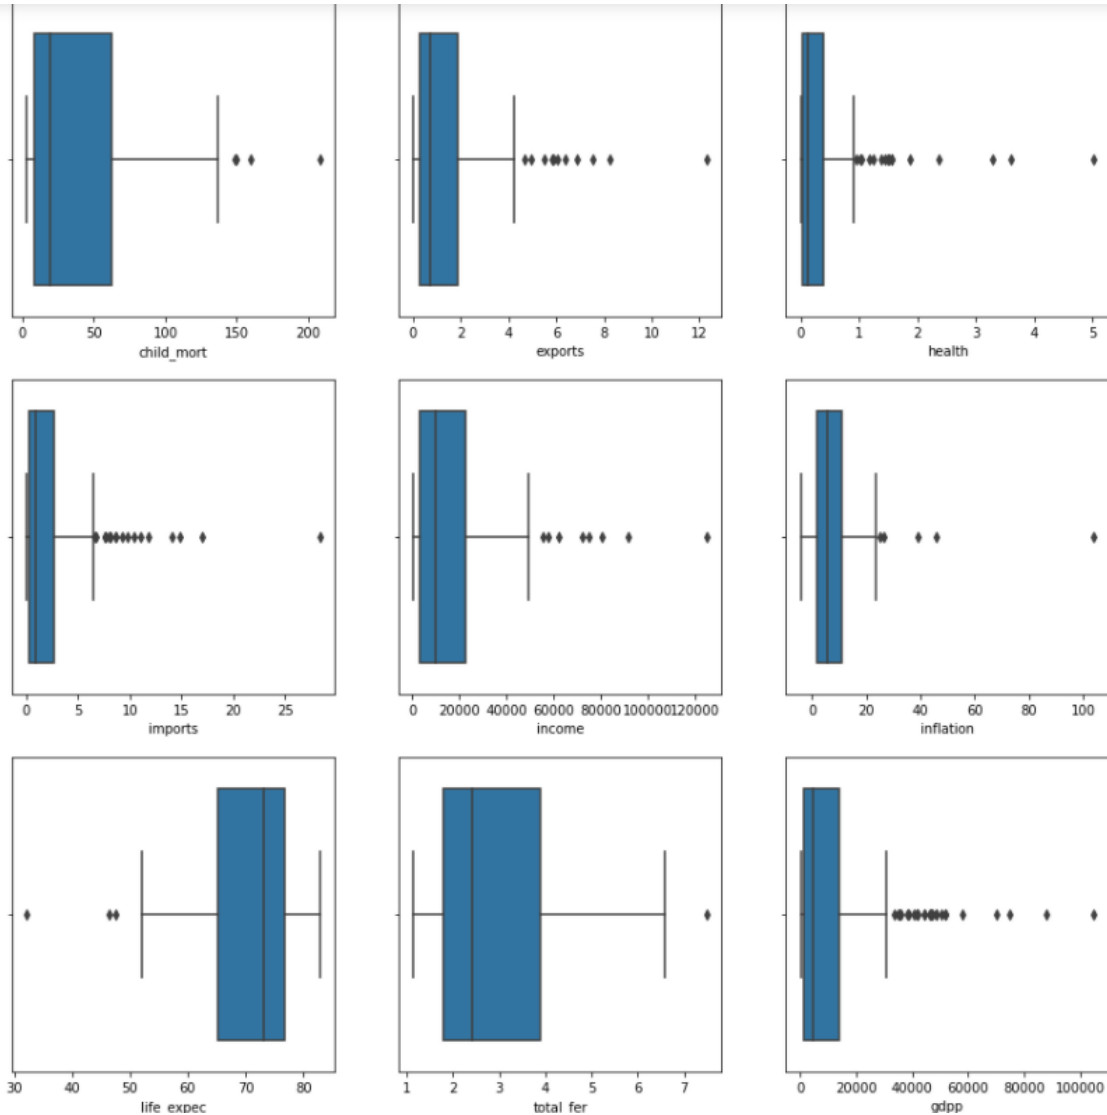 0 50 100 150 200
child_mort
0 2 4 6 8 10 12
exports
0 1 2 3 4 5
health
0 5 10 15 20 25
imports
0 20000 40000 60000 80000 100000 120000
income
0 20 40 60 80 100
inflation
30 40 50 60 70 80
life_expec
1 2 3 4 5 6 7
total_fer
0 20000 40000 60000 80000 100000
gdpp